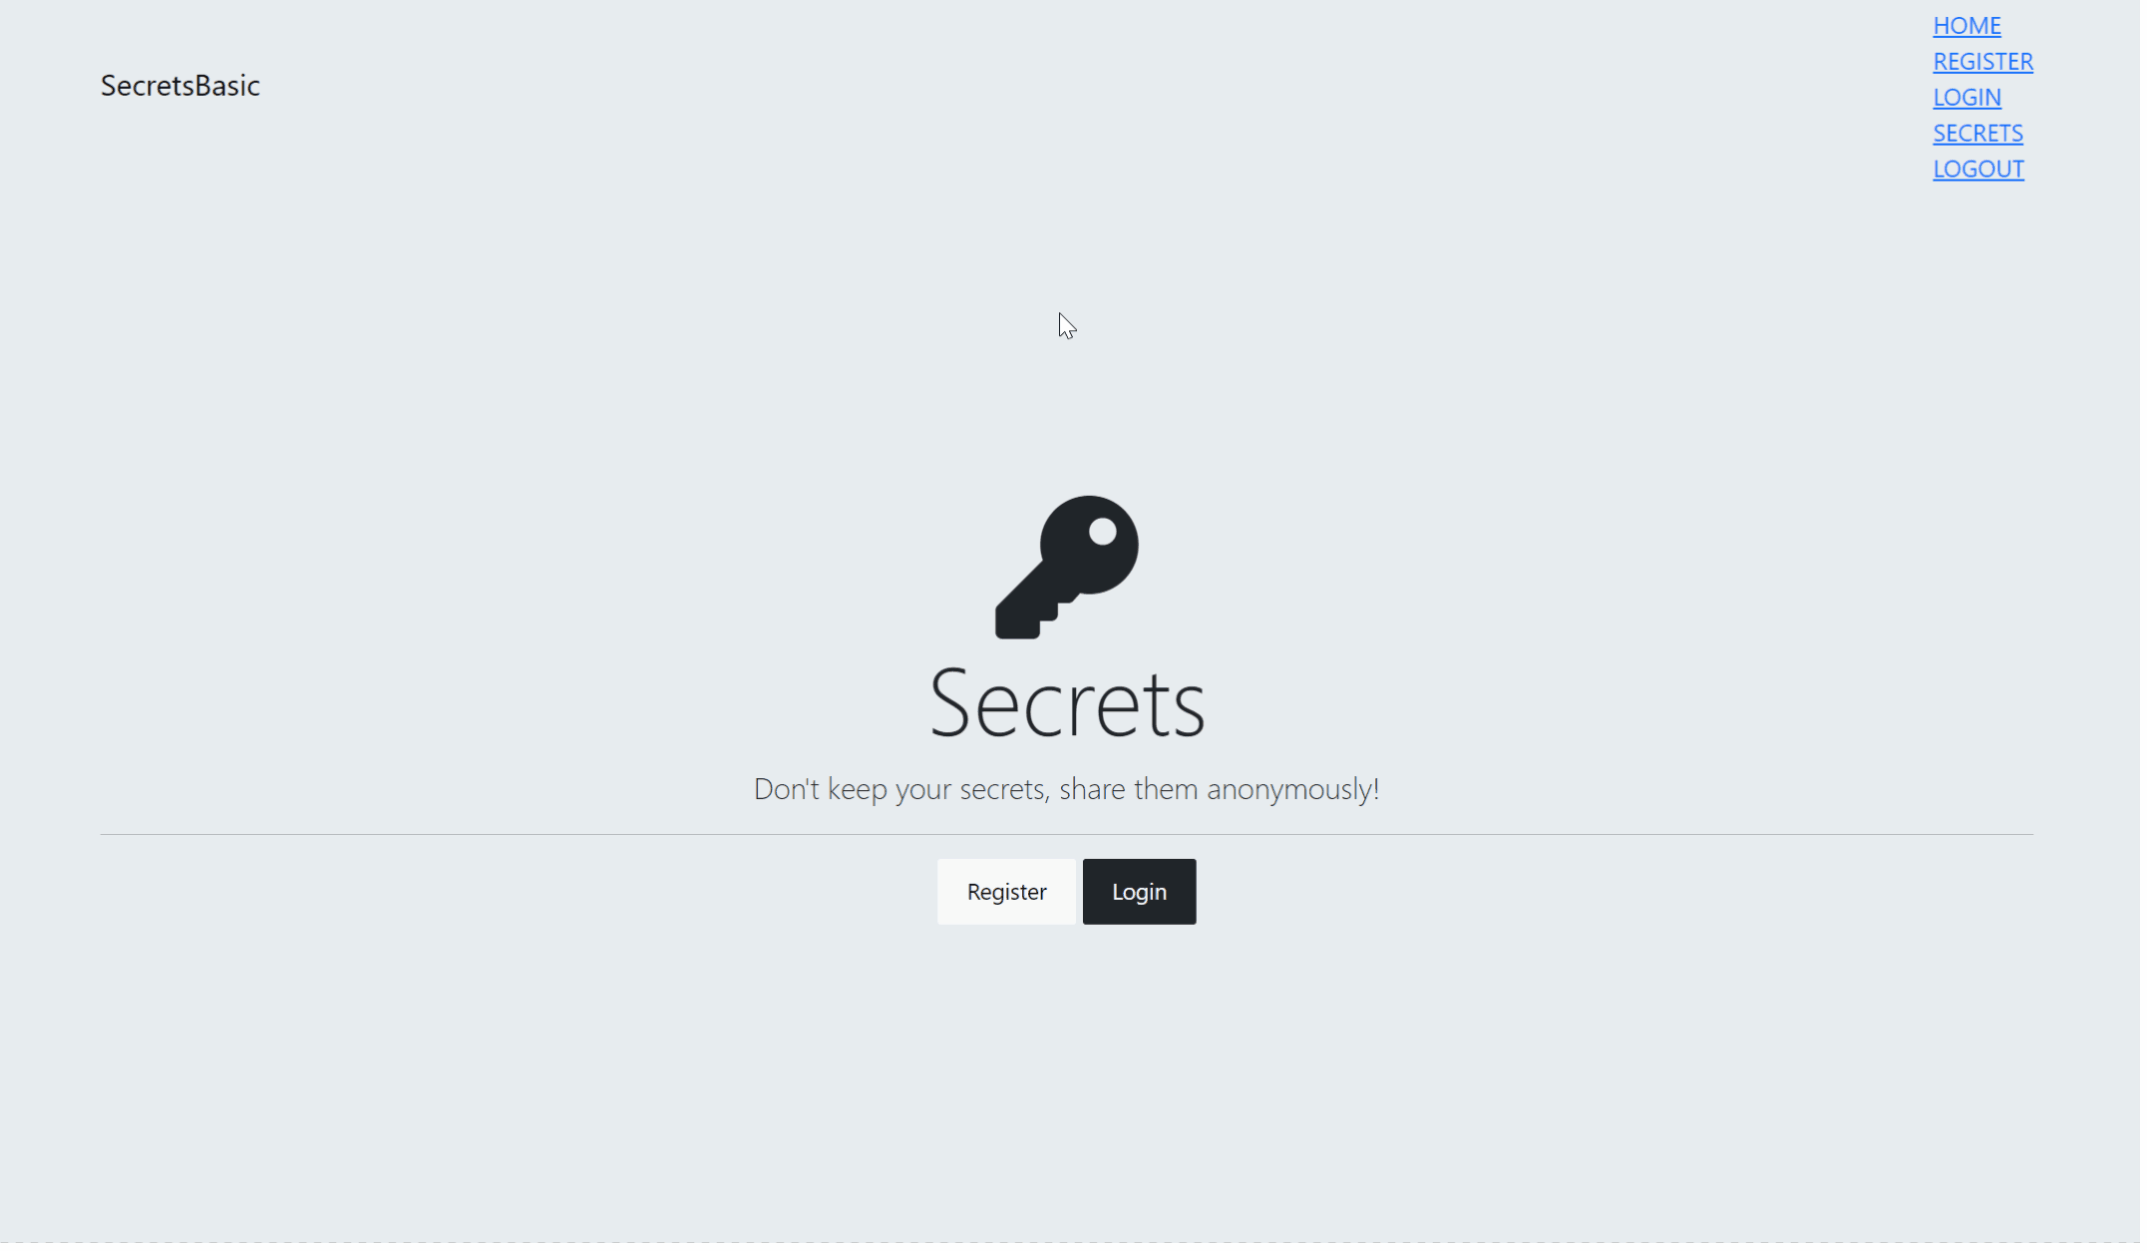 HOME
REGISTER
SecretsBasic
LOGIN
SECRETS
LOGOUT
Secrets
Don't keep your secrets, share them anonymously!
Register Login